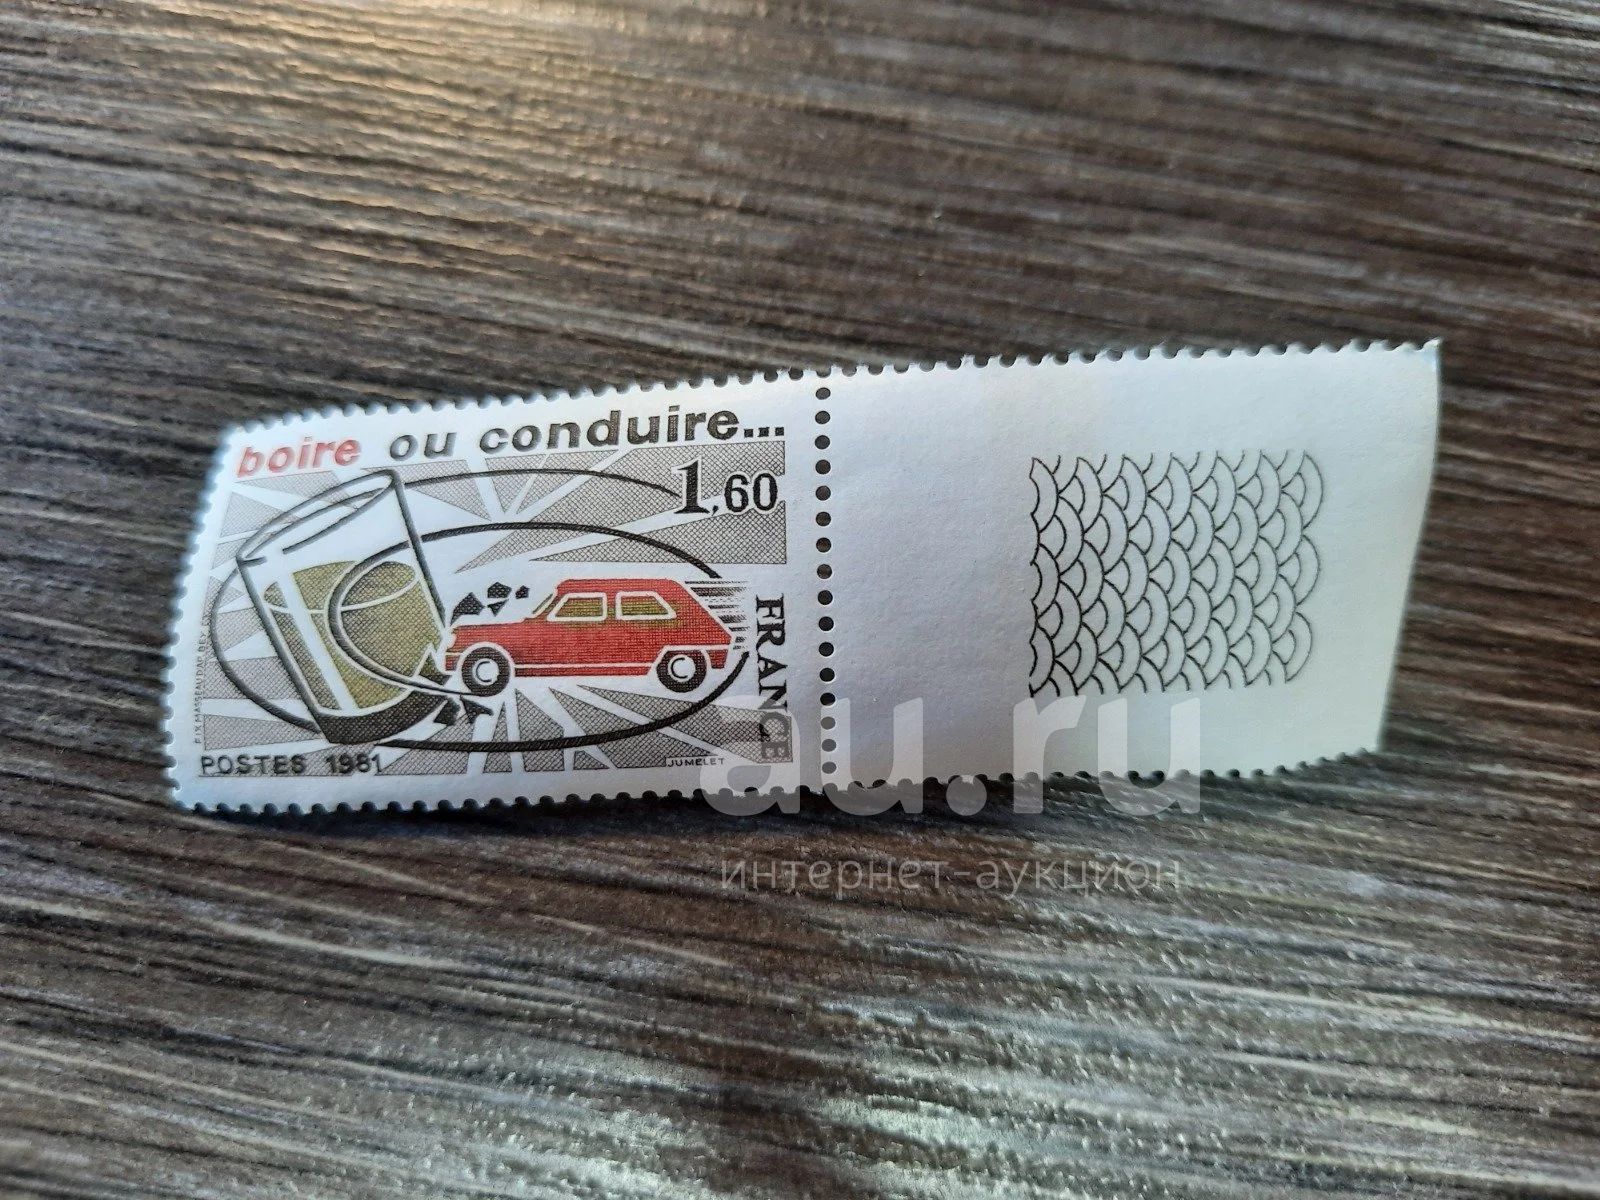 boire ou conduire...
1,60
FRANCE
POSTES 1981
JUMELET
au.ru
интернет-аукцион